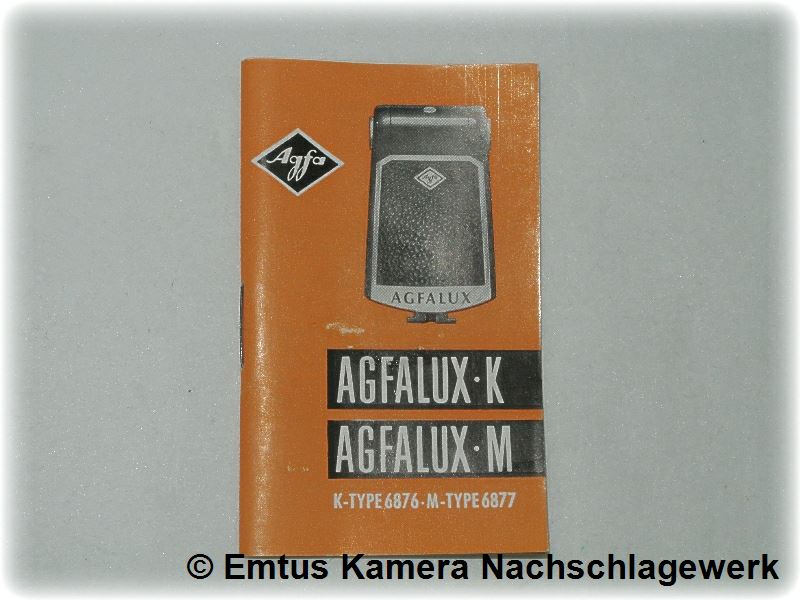 Agfa
Agfa
AGFALUX
AGFALUX·K
AGFALUX·M
K-TYPE 6876·M-TYPE 6877
© Emtus Kamera Nachschlagewerk